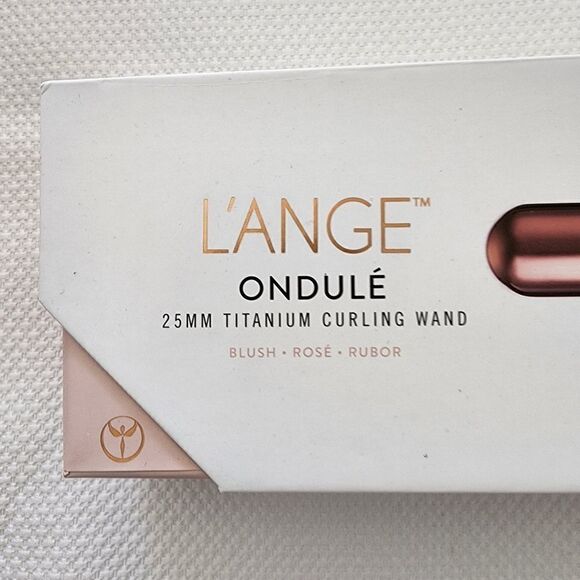 L'ANGE™
ONDULÉ
25MM TITANIUM CURLING WAND
BLUSH • ROSÉ • RUBOR